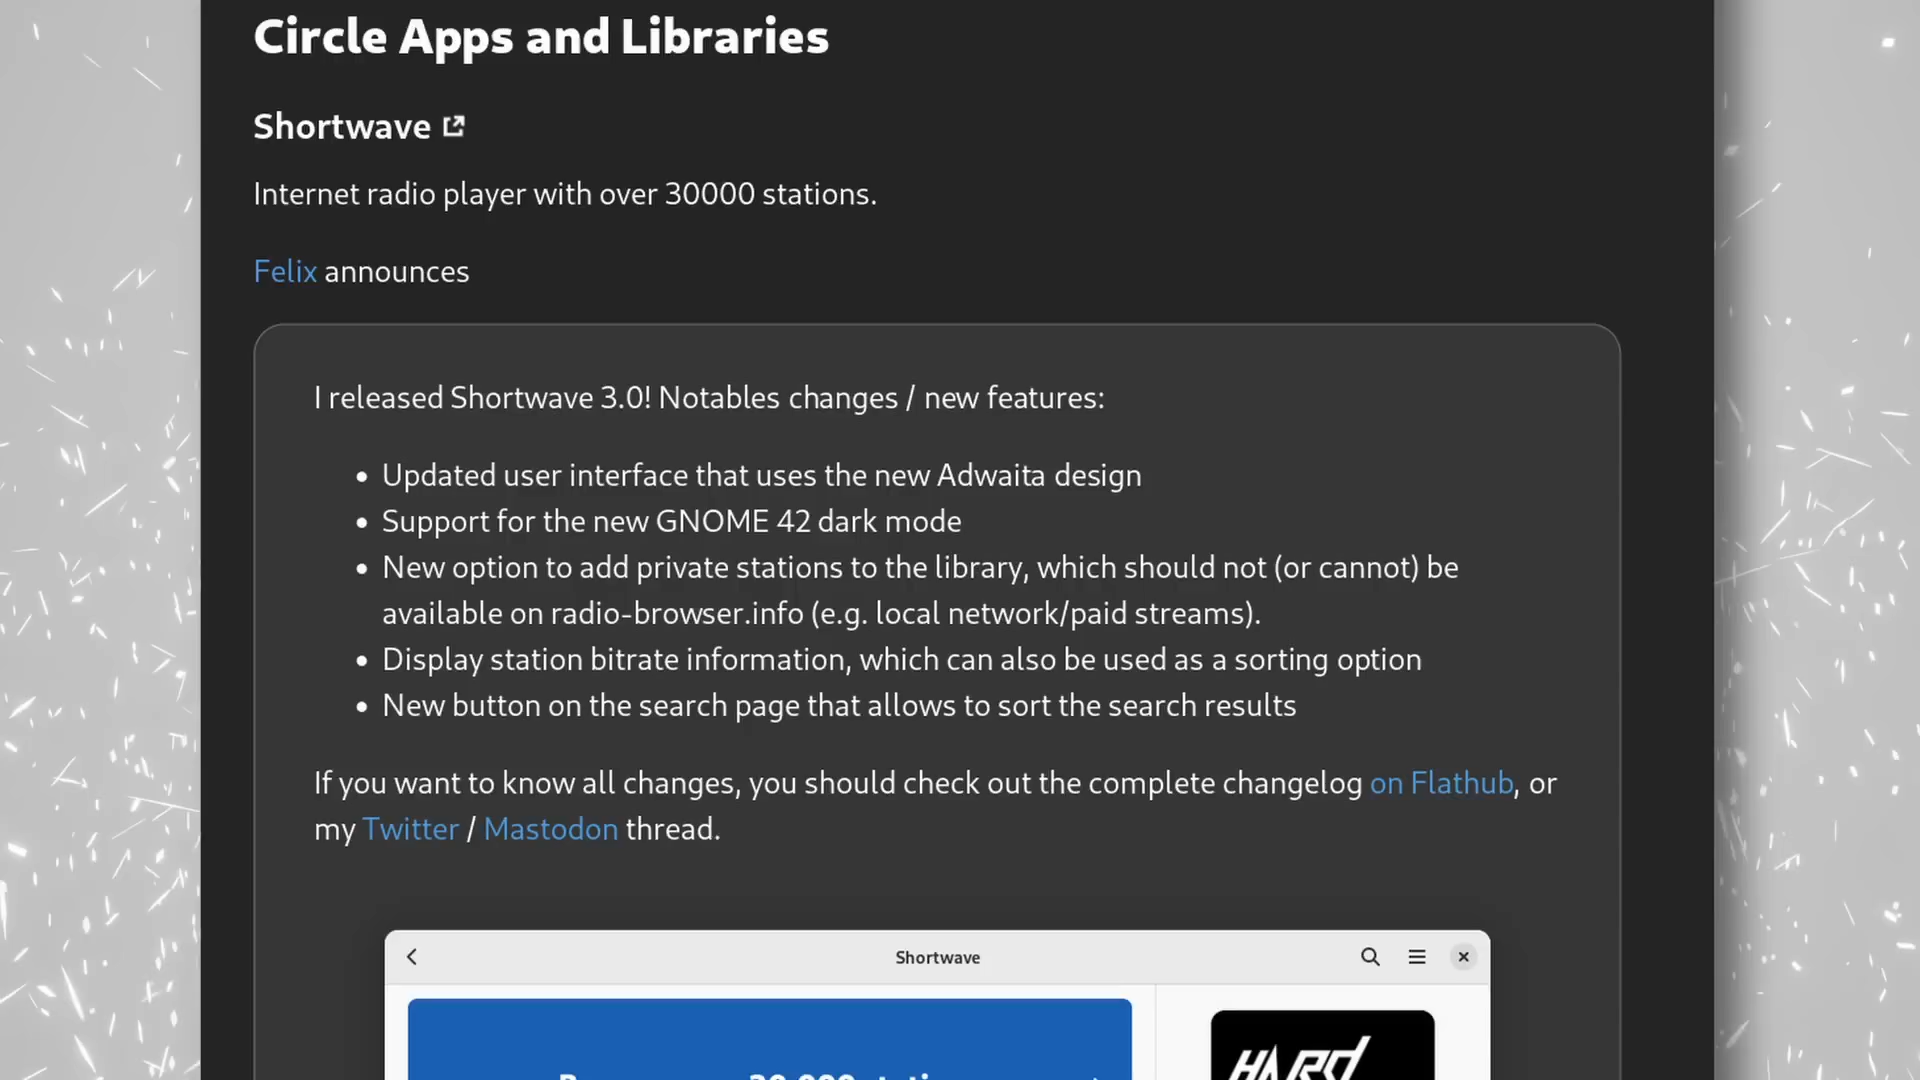 Circle Apps and Libraries
Shortwave
Internet radio player with over 30000 stations.
Felix announces
I released Shortwave 3.0! Notables changes / new features:
• Updated user interface that uses the new Adwaita design
• Support for the new GNOME 42 dark mode
• New option to add private stations to the library, which should not (or cannot) be
available on radio-browser.info (e.g. local network/paid streams).
• Display station bitrate information, which can also be used as a sorting option
• New button on the search page that allows to sort the search results
If you want to know all changes, you should check out the complete changelog on Flathub, or
my Twitter / Mastodon thread.
Shortwave
HARD